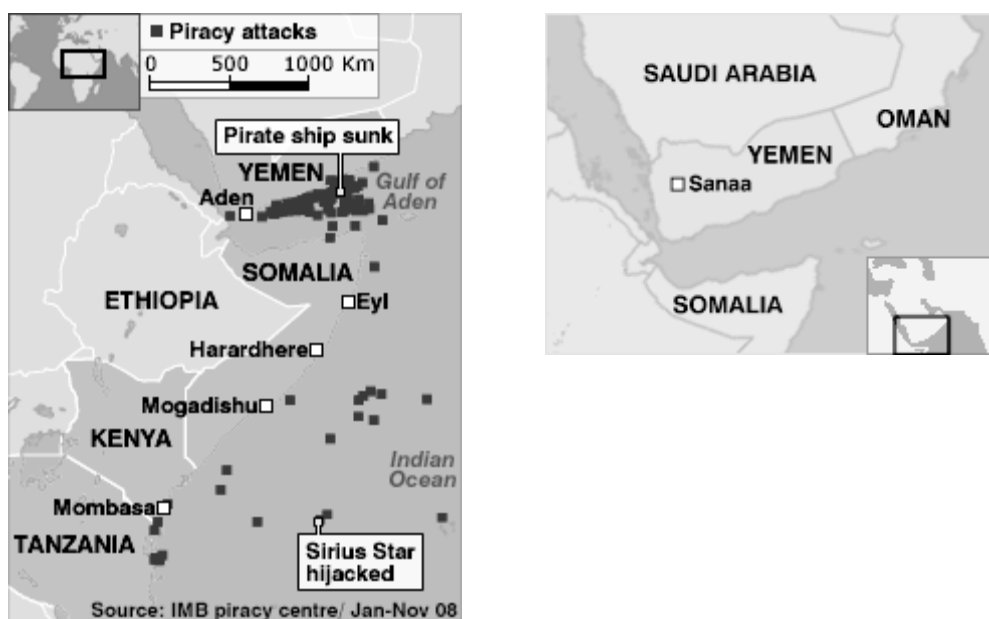 Piracy attacks
0 500 1000 Km
Pirate ship sunk
YEMEN
Gulf of
Aden
Aden
SOMALIA
ETHIOPIA
Eyl
Harardhere
Mogadishu
KENYA
Indian
Ocean
Mombasa
TANZANIA
Sirius Star
hijacked
Source: IMB piracy centre/ Jan-Nov 08
SAUDI ARABIA
OMAN
YEMEN
Sanaa
SOMALIA